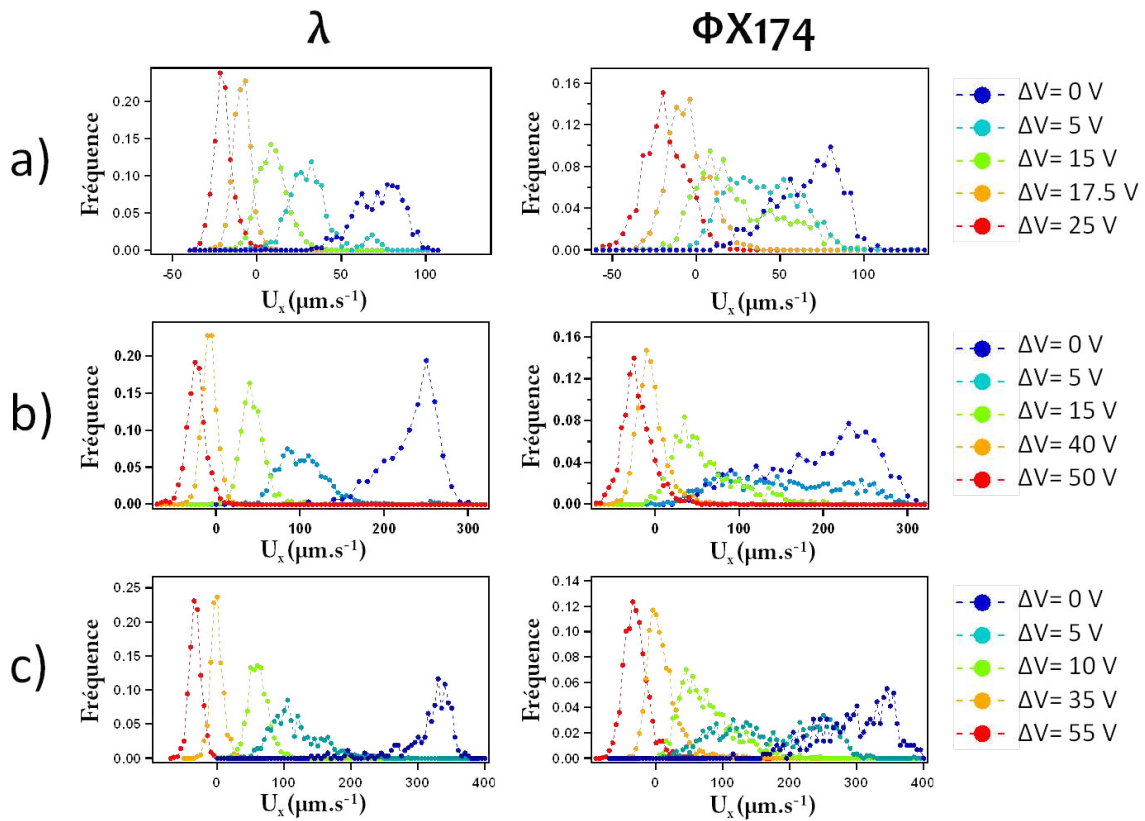 λ ΦX174
a)
0.20
0.15
0.10
0.05
0.00
Fréquence
-50 0 50 100
Uₓ (µm.s⁻¹)
0.16
0.12
0.08
0.04
0.00
Fréquence
-50 0 50 100
Uₓ (µm.s⁻¹)
ΔV= 0 V
ΔV= 5 V
ΔV= 15 V
ΔV= 17.5 V
ΔV= 25 V
b)
0.20
0.15
0.10
0.05
0.00
Fréquence
0 100 200 300
Uₓ (µm.s⁻¹)
0.16
0.12
0.08
0.04
0.00
Fréquence
0 100 200 300
Uₓ (µm.s⁻¹)
ΔV= 0 V
ΔV= 5 V
ΔV= 15 V
ΔV= 40 V
ΔV= 50 V
c)
0.25
0.20
0.15
0.10
0.05
0.00
Fréquence
0 100 200 300 400
Uₓ (µm.s⁻¹)
0.14
0.12
0.10
0.08
0.06
0.04
0.02
0.00
Fréquence
0 100 200 300 400
Uₓ (µm.s⁻¹)
ΔV= 0 V
ΔV= 5 V
ΔV= 10 V
ΔV= 35 V
ΔV= 55 V